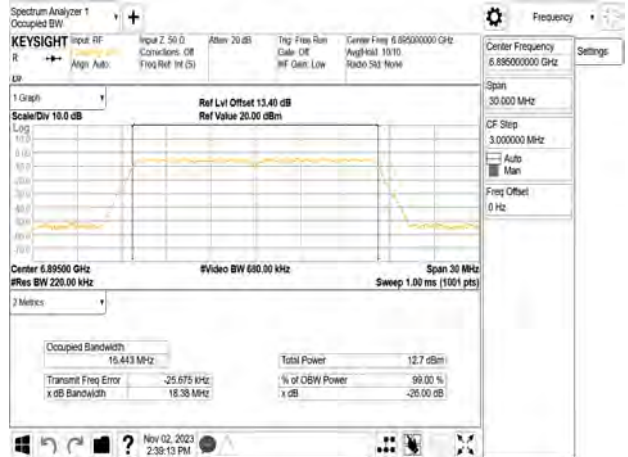 Spectrum Analyzer 1
Occupied BW
+
Frequency
KEYSIGHT
R
Input: RF
Align: Auto
Input Z: 50 Ω
Corrections: Off
Freq Ref: Int (S)
Atten: 20 dB
Trig: Free Run
Gate: Off
#IF Gain: Low
Center Freq: 6.895000000 GHz
Avg|Hold: 10/10
Radio Std: None
Center Frequency
6.895000000 GHz
Settings
Span
30.000 MHz
CF Step
3.000000 MHz
Auto
Man
Freq Offset
0 Hz
1 Graph
Scale/Div 10.0 dB
Ref Lvl Offset 13.40 dB
Ref Value 20.00 dBm
Log
Center 6.89500 GHz
#Res BW 220.00 kHz
#Video BW 680.00 kHz
Span 30 MHz
Sweep 1.00 ms (1001 pts)
2 Metrics
Occupied Bandwidth
16.443 MHz
Total Power
12.7 dBm
Transmit Freq Error
-25.675 kHz
% of OBW Power
99.00 %
x dB Bandwidth
18.38 MHz
x dB
-26.00 dB
?
Nov 02, 2023
2:39:13 PM